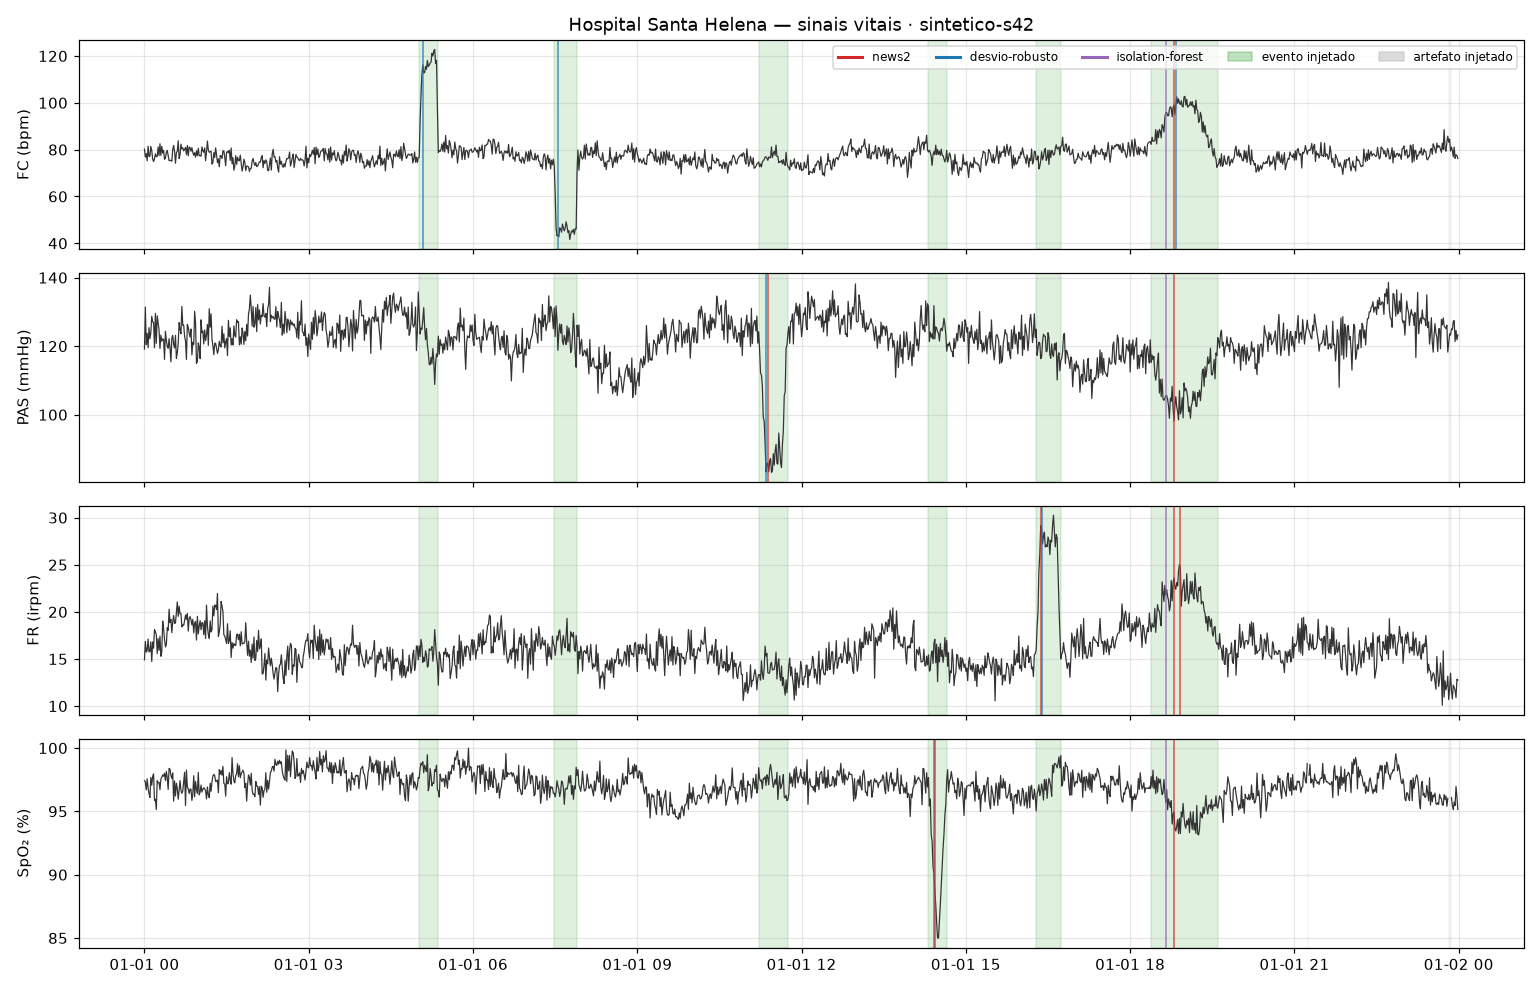 Hospital Santa Helena — sinais vitais · sintetico-s42
news2 desvio-robusto isolation-forest evento injetado artefato injetado
FC (bpm)
120
100
80
60
40
PAS (mmHg)
140
120
100
FR (irpm)
30
25
20
15
10
SpO₂ (%)
100
95
90
85
01-01 00 01-01 03 01-01 06 01-01 09 01-01 12 01-01 15 01-01 18 01-01 21 01-02 00